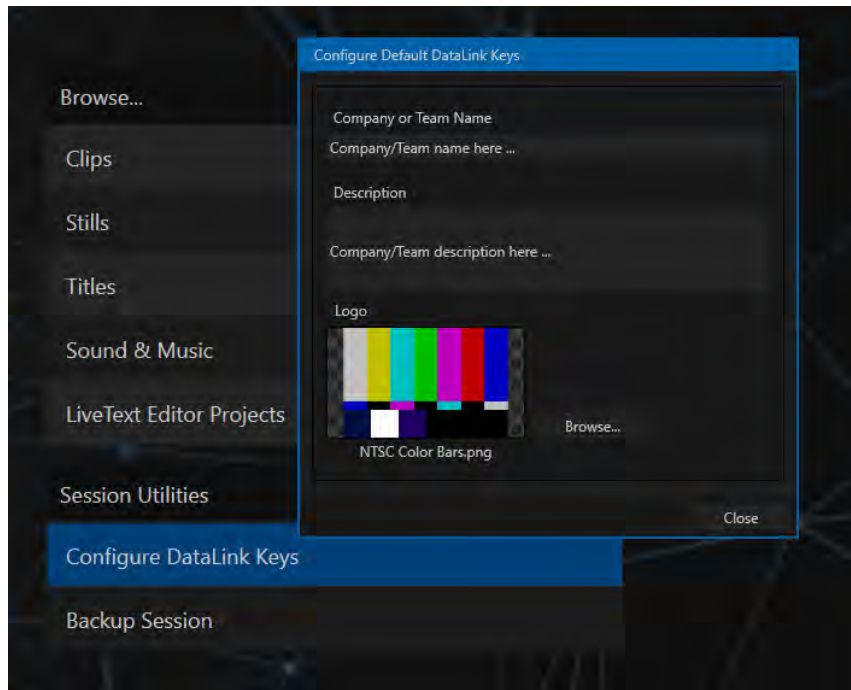 Browse...
Clips
Stills
Titles
Sound & Music
LiveText Editor Projects
Session Utilities
Configure DataLink Keys
Backup Session
Configure Default DataLink Keys
Company or Team Name
Company/Team name here ...
Description
Company/Team description here ...
Logo
NTSC Color Bars.png
Browse...
Close